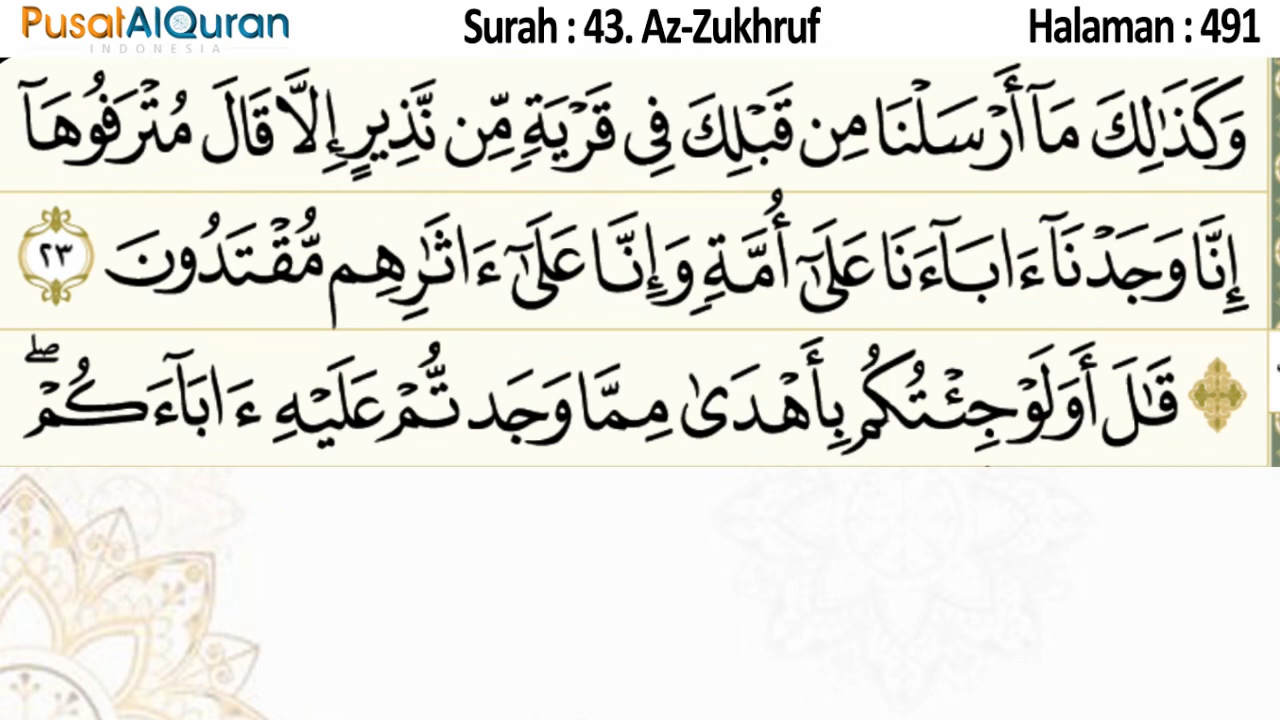 PusatAlQuran Surah : 43. Az-Zukhruf Halaman : 491
INDONESIA
وَكَذَٰلِكَ مَآ أَرْسَلْنَا مِن قَبْلِكَ فِى قَرْيَةٍ مِّن نَّذِيرٍ إِلَّا قَالَ مُتْرَفُوهَآ
إِنَّا وَجَدْنَآ ءَابَآءَنَا عَلَىٰٓ أُمَّةٍ وَإِنَّا عَلَىٰٓ ءَاثَٰرِهِم مُّقْتَدُونَ ٢٣
۞ قَٰلَ أَوَلَوْ جِئْتُكُم بِأَهْدَىٰ مِمَّا وَجَدتُّمْ عَلَيْهِ ءَابَآءَكُمْ ۖ